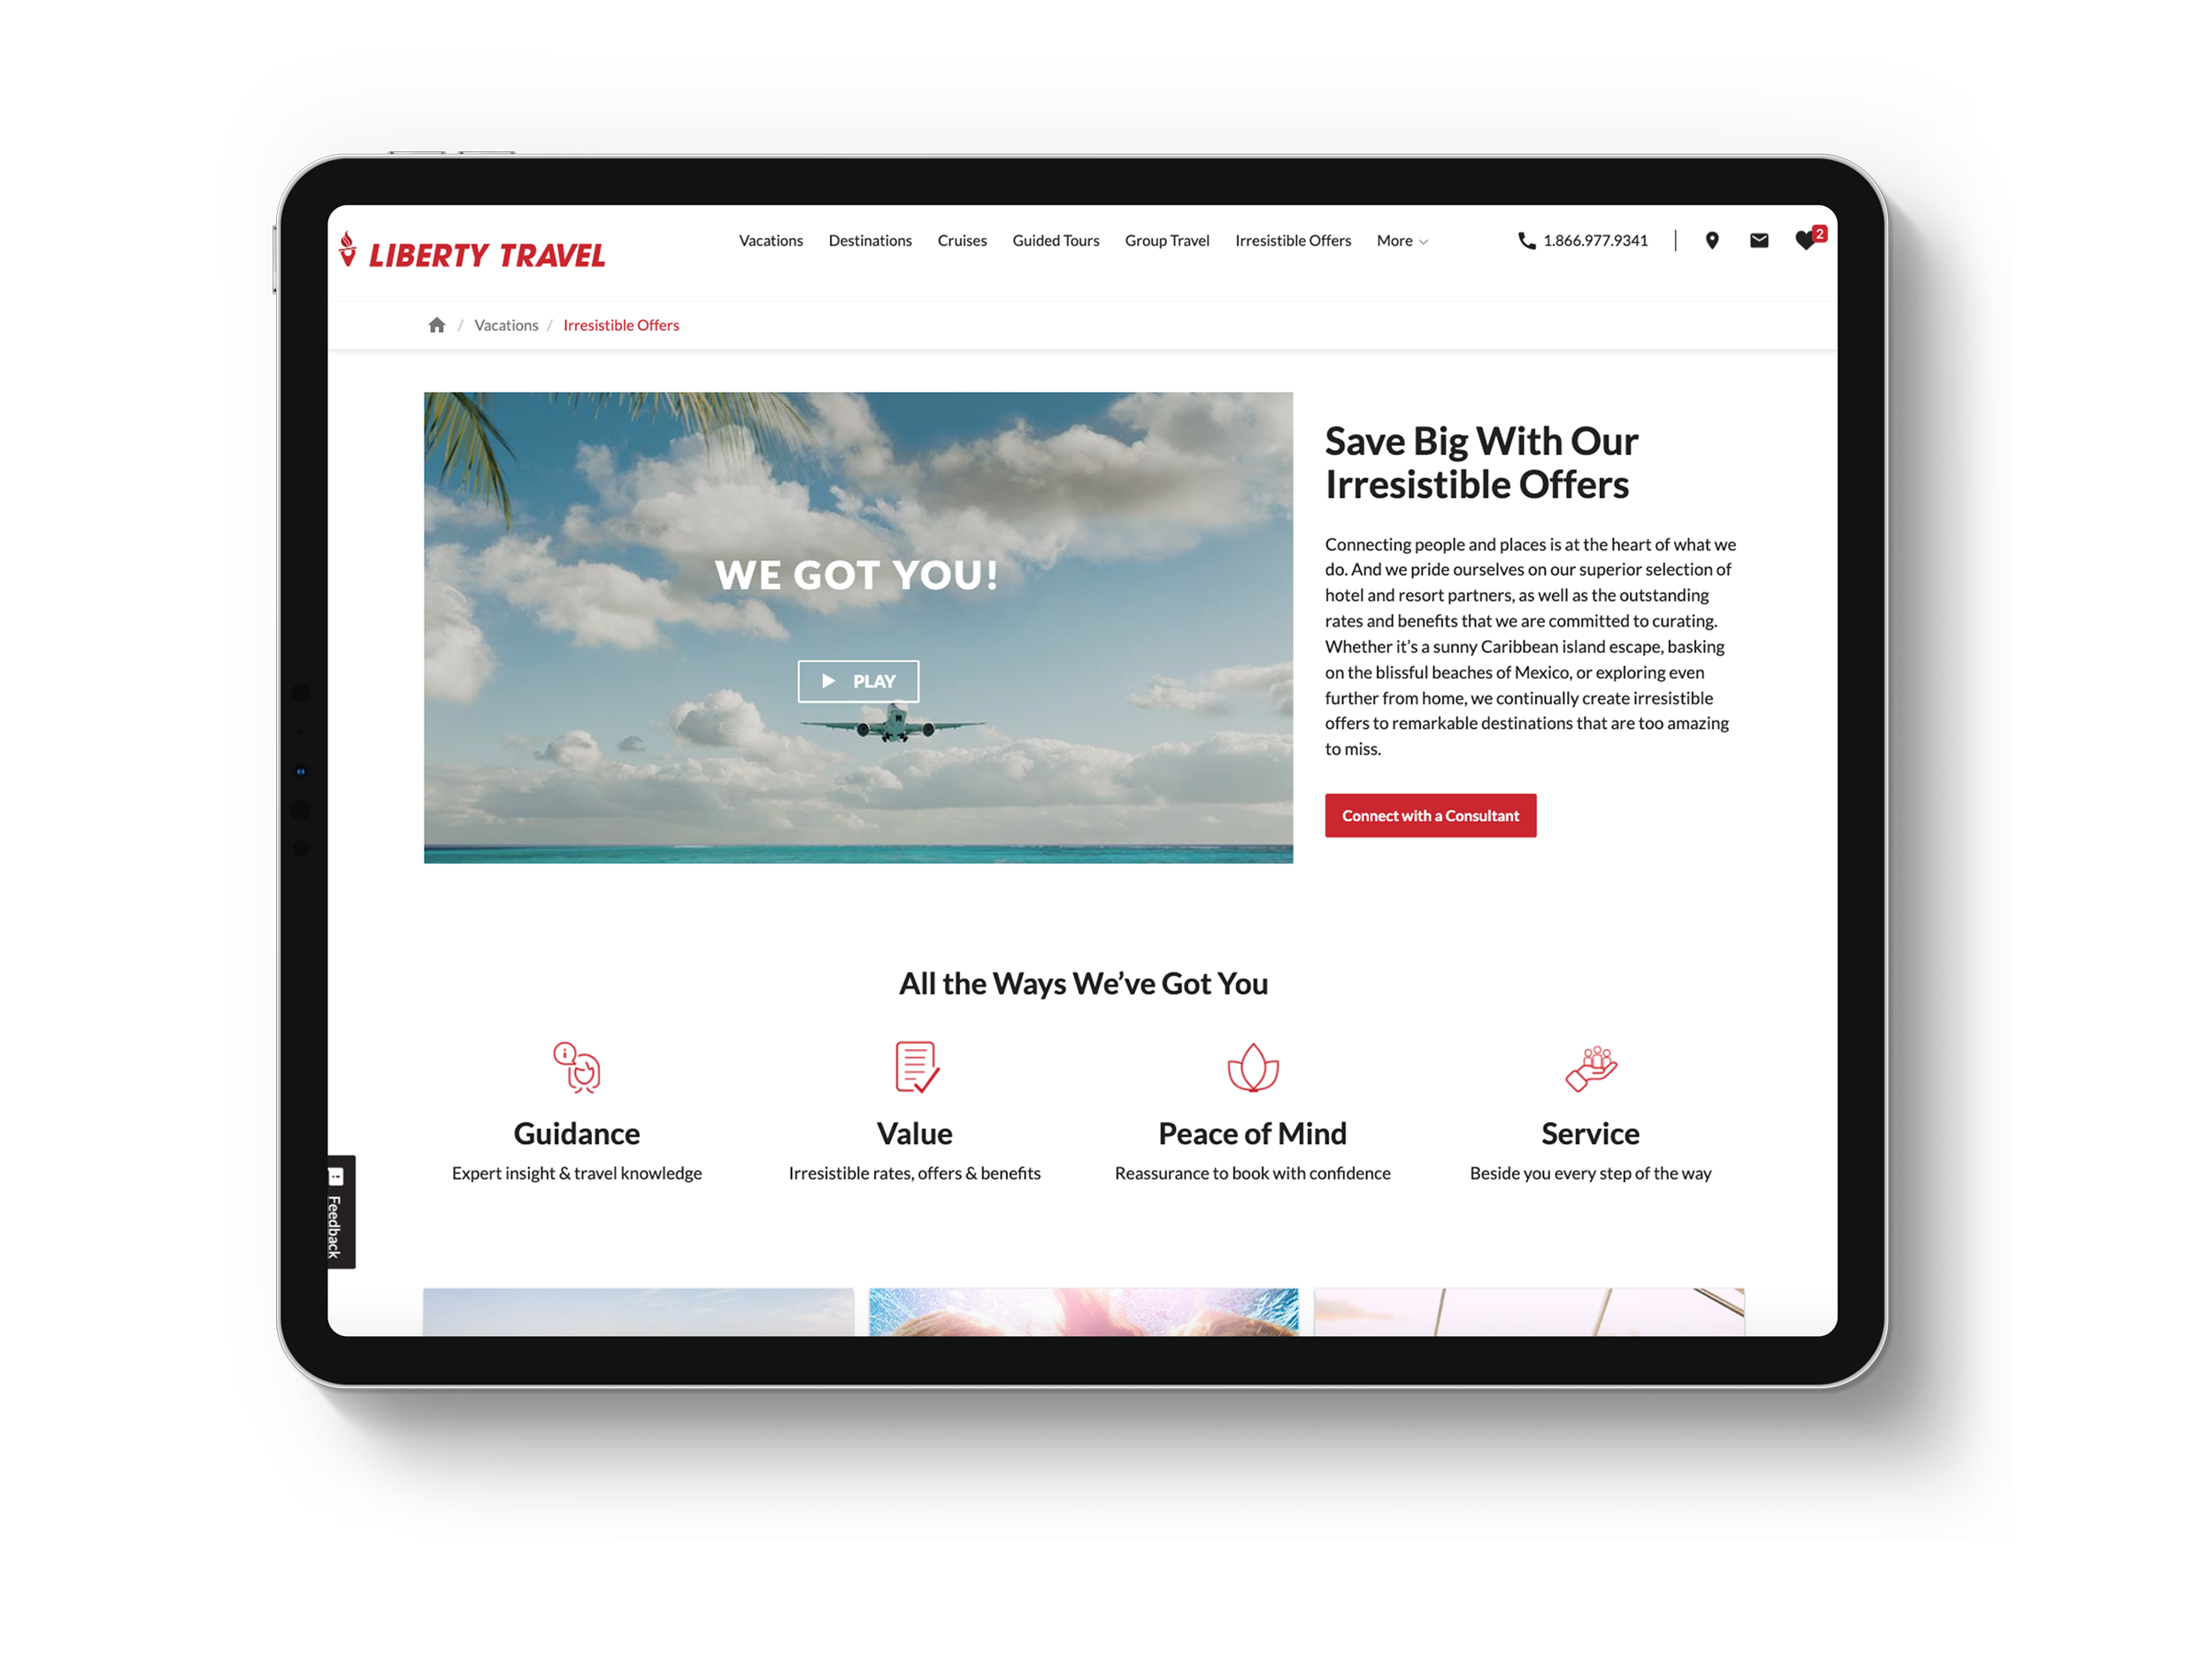 LIBERTY TRAVEL
Vacations Destinations Cruises Guided Tours Group Travel Irresistible Offers More
1.866.977.9341
2
/ Vacations / Irresistible Offers
WE GOT YOU!
PLAY
Save Big With Our
Irresistible Offers
Connecting people and places is at the heart of what we
do. And we pride ourselves on our superior selection of
hotel and resort partners, as well as the outstanding
rates and benefits that we are committed to curating.
Whether it’s a sunny Caribbean island escape, basking
on the blissful beaches of Mexico, or exploring even
further from home, we continually create irresistible
offers to remarkable destinations that are too amazing
to miss.
Connect with a Consultant
All the Ways We’ve Got You
Guidance
Expert insight & travel knowledge
Value
Irresistible rates, offers & benefits
Peace of Mind
Reassurance to book with confidence
Service
Beside you every step of the way
Feedback